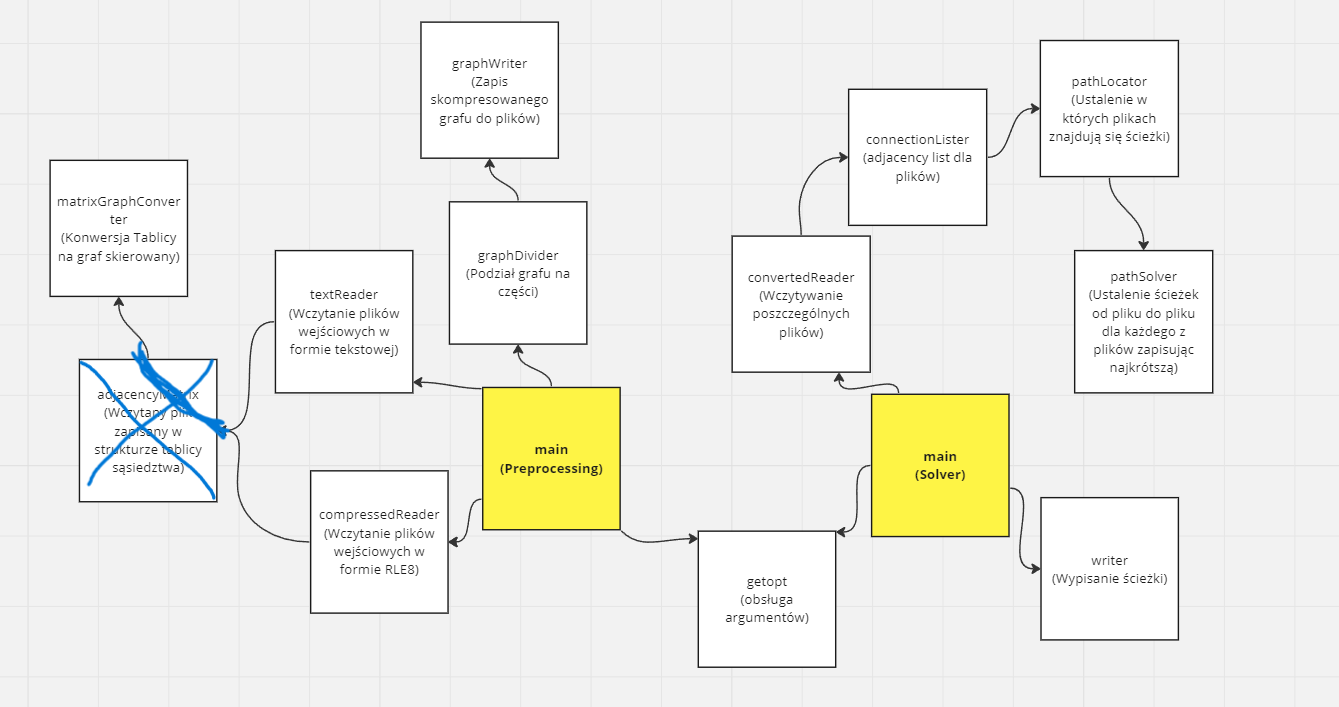 graphWriter
(Zapis
skompresowanego
grafu do plików)
pathLocator
(Ustalenie w
których plikach
znajdują się ścieżki)
connectionLister
(adjacency list dla
plików)
matrixGraphConver
ter
(Konwersja Tablicy
na graf skierowany)
graphDivider
(Podział grafu na
części)
textReader
(Wczytanie plików
wejściowych w
formie tekstowej)
convertedReader
(Wczytywanie
poszczególnych
plików)
pathSolver
(Ustalenie ścieżek
od pliku do pliku
dla każdego z
plików zapisując
najkrótszą)
adjacencyMatrix
(Wczytany plik
zapisany w
strukturze tablicy
sąsiedztwa)
main
(Preprocessing)
main
(Solver)
compressedReader
(Wczytanie plików
wejściowych w
formie RLE8)
getopt
(obsługa
argumentów)
writer
(Wypisanie ścieżki)